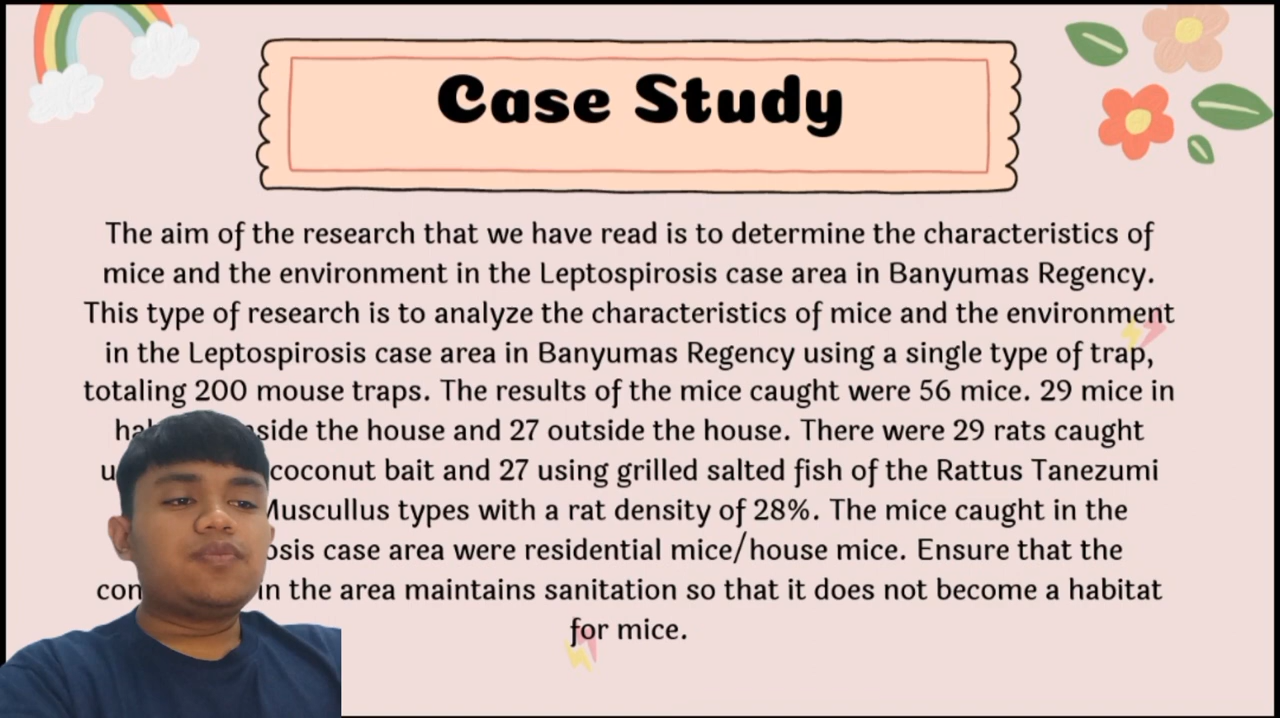 Case Study
The aim of the research that we have read is to determine the characteristics of
mice and the environment in the Leptospirosis case area in Banyumas Regency.
This type of research is to analyze the characteristics of mice and the environment
in the Leptospirosis case area in Banyumas Regency using a single type of trap,
totaling 200 mouse traps. The results of the mice caught were 56 mice. 29 mice in
the house and 27 outside the house. There were 29 rats caught
coconut bait and 27 using grilled salted fish of the Rattus Tanezumi
types with a rat density of 28%. The mice caught in the
case area were residential mice/house mice. Ensure that the
in the area maintains sanitation so that it does not become a habitat
for mice.